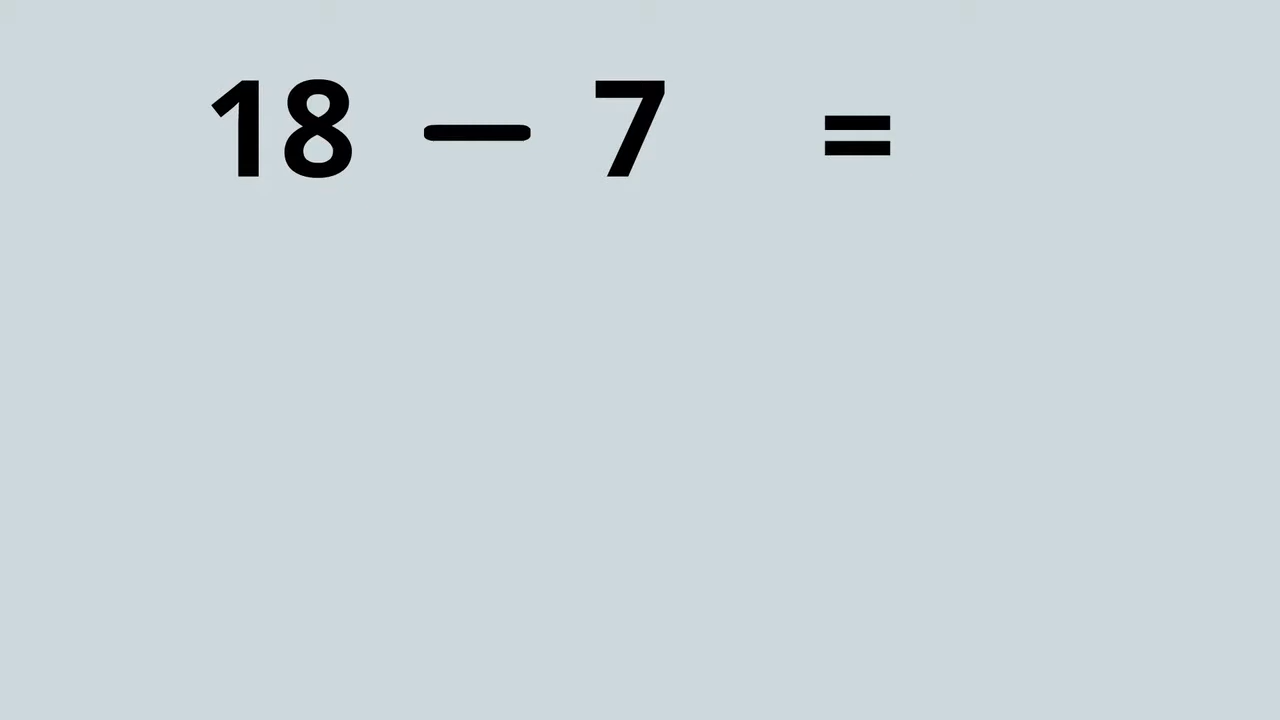 18 — 7 =